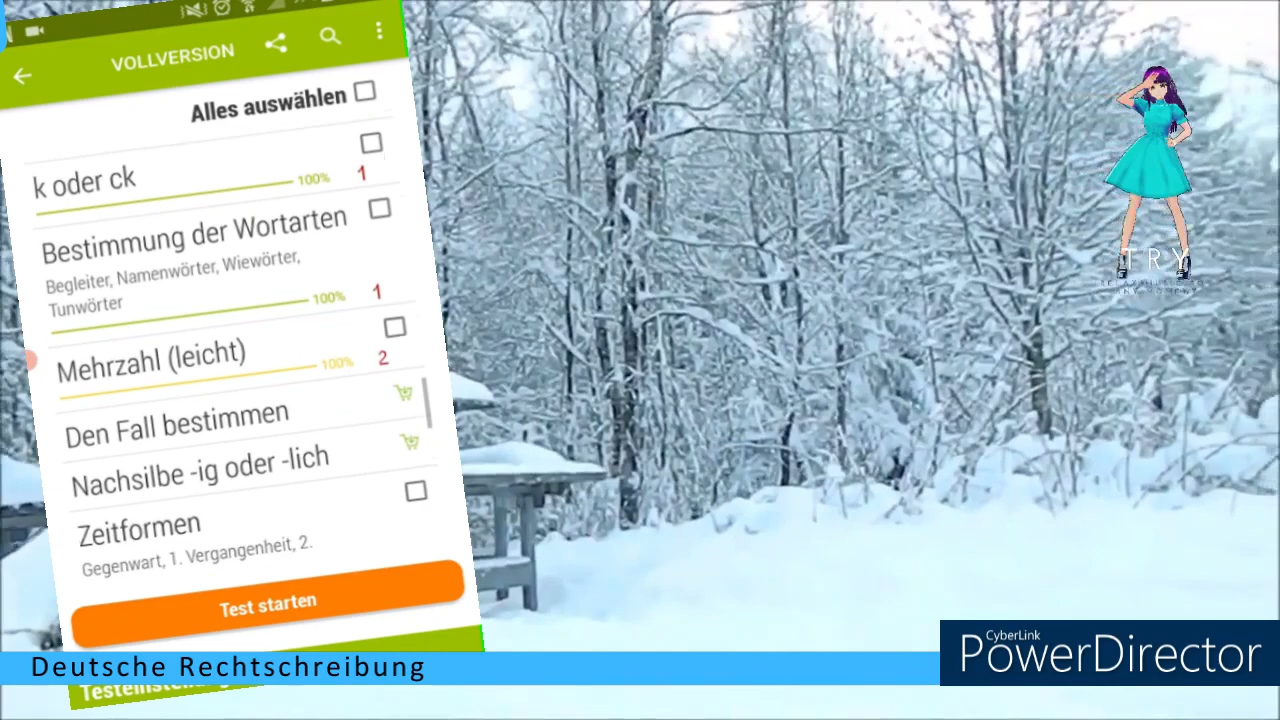 VOLLVERSION
Alles auswählen
k oder ck
100%
1
Bestimmung der Wortarten
Begleiter, Namenwörter, Wiewörter,
Tunwörter
100%
1
Mehrzahl (leicht)
100%
2
Den Fall bestimmen
Nachsilbe -ig oder -lich
Zeitformen
Gegenwart, 1. Vergangenheit, 2.
Test starten
Deutsche Rechtschreibung
TRY
CyberLink
PowerDirector